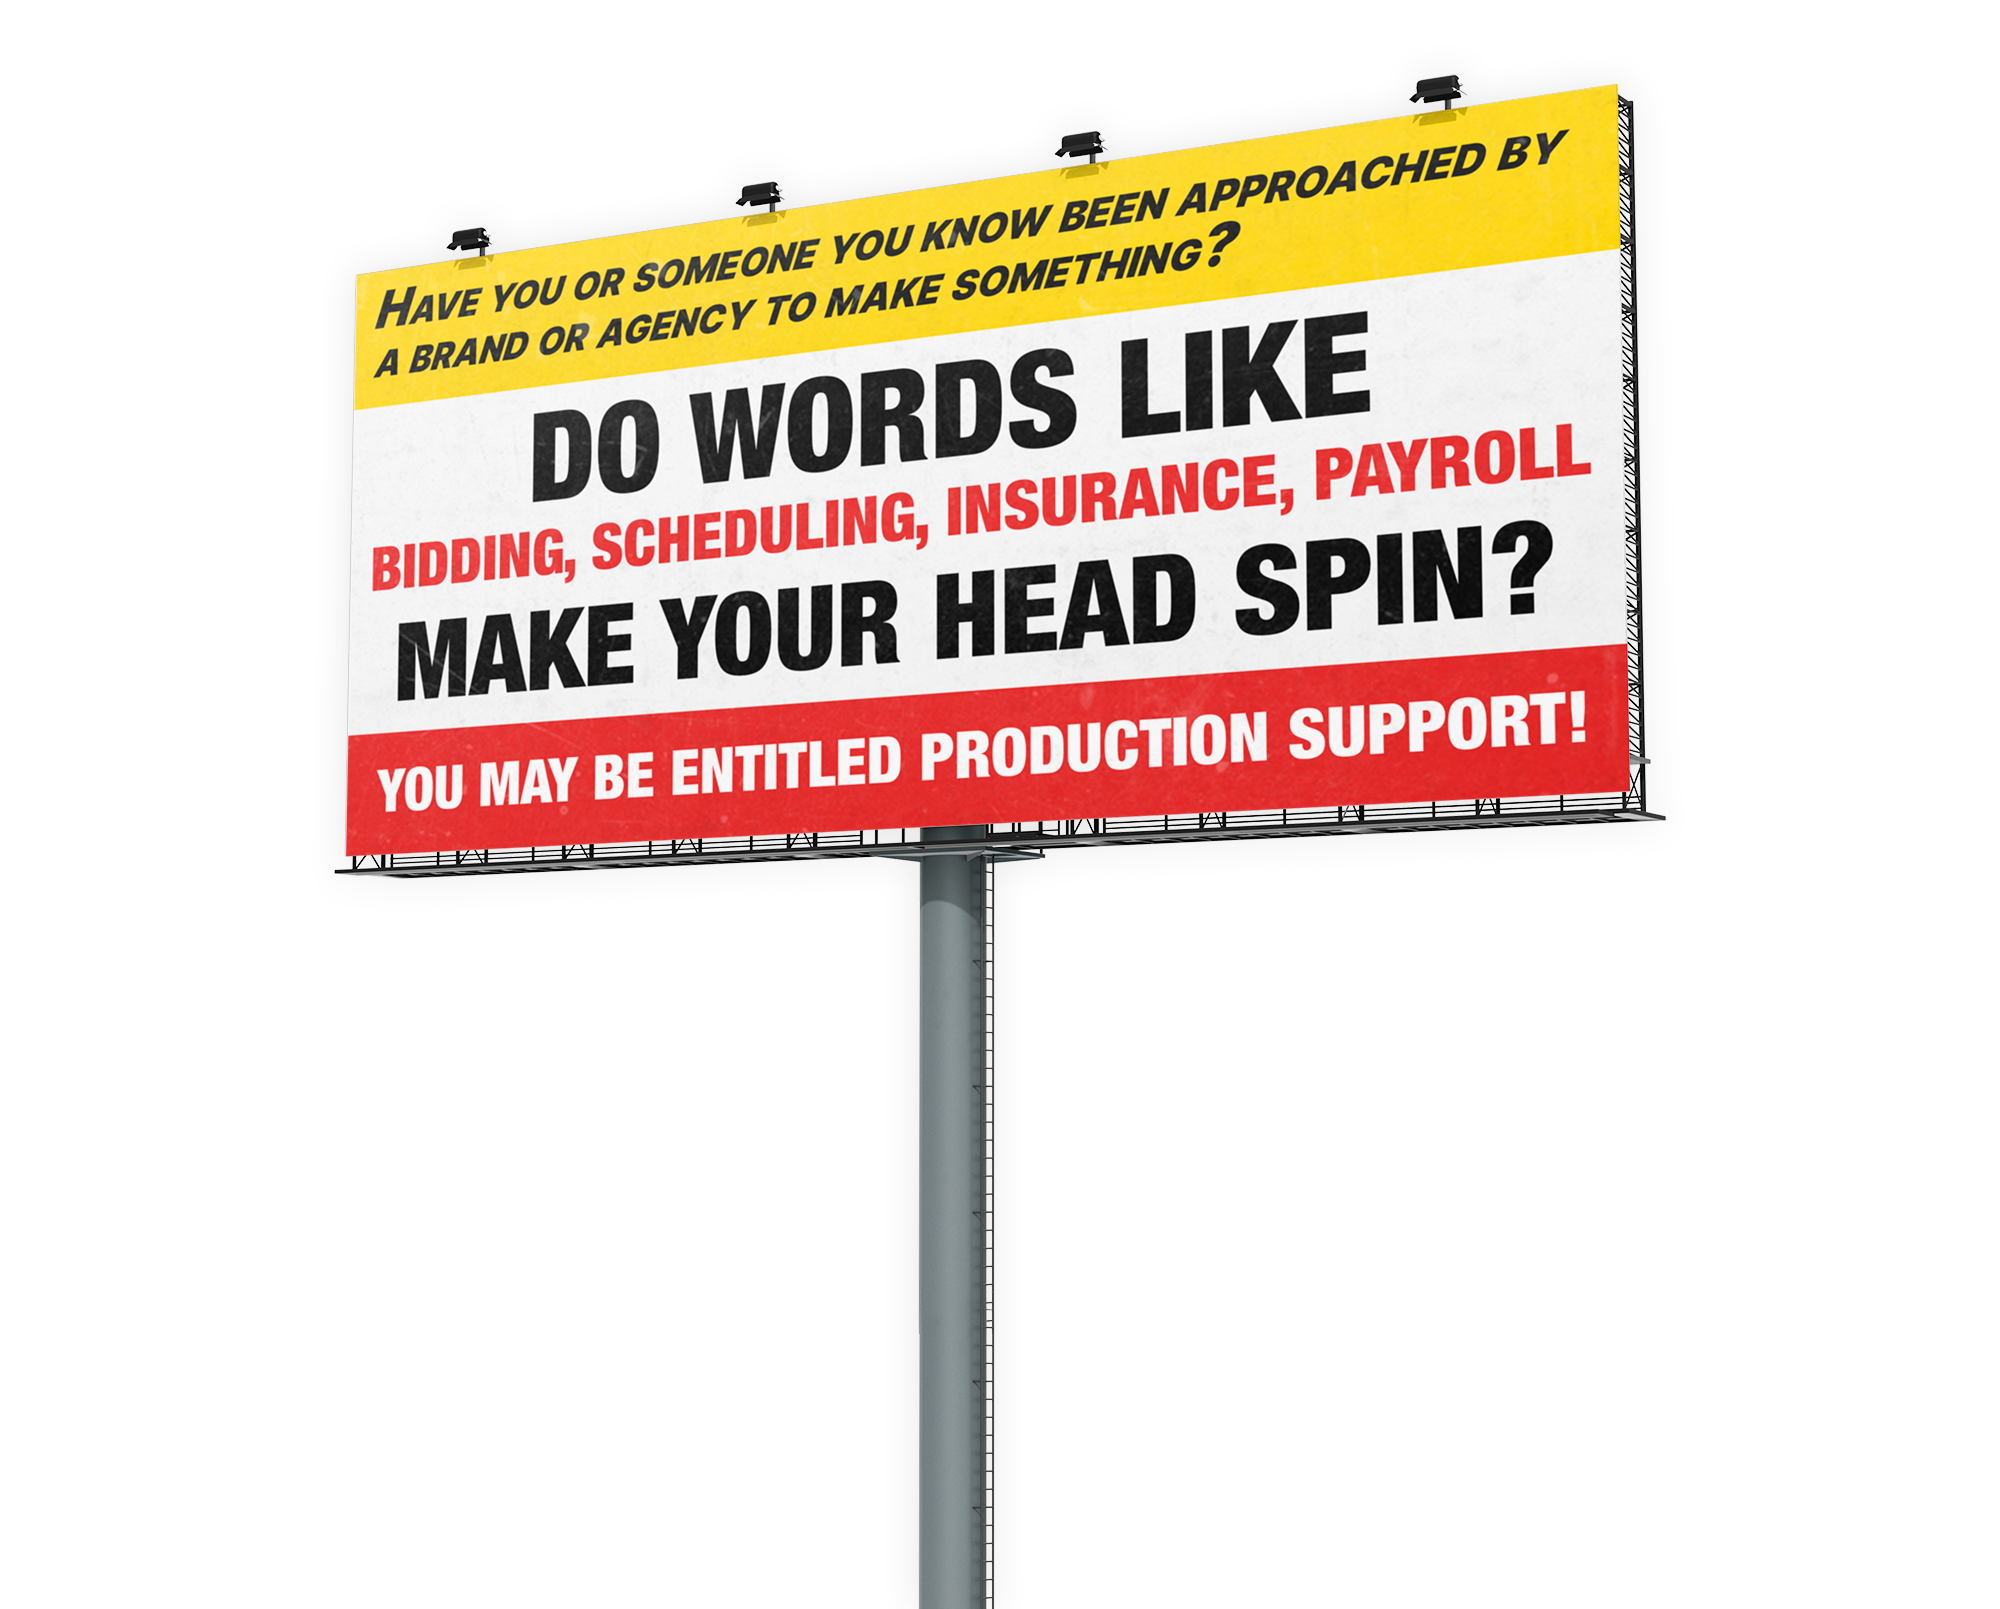 HAVE YOU OR SOMEONE YOU KNOW BEEN APPROACHED BY
A BRAND OR AGENCY TO MAKE SOMETHING?
DO WORDS LIKE
BIDDING, SCHEDULING, INSURANCE, PAYROLL
MAKE YOUR HEAD SPIN?
YOU MAY BE ENTITLED PRODUCTION SUPPORT!